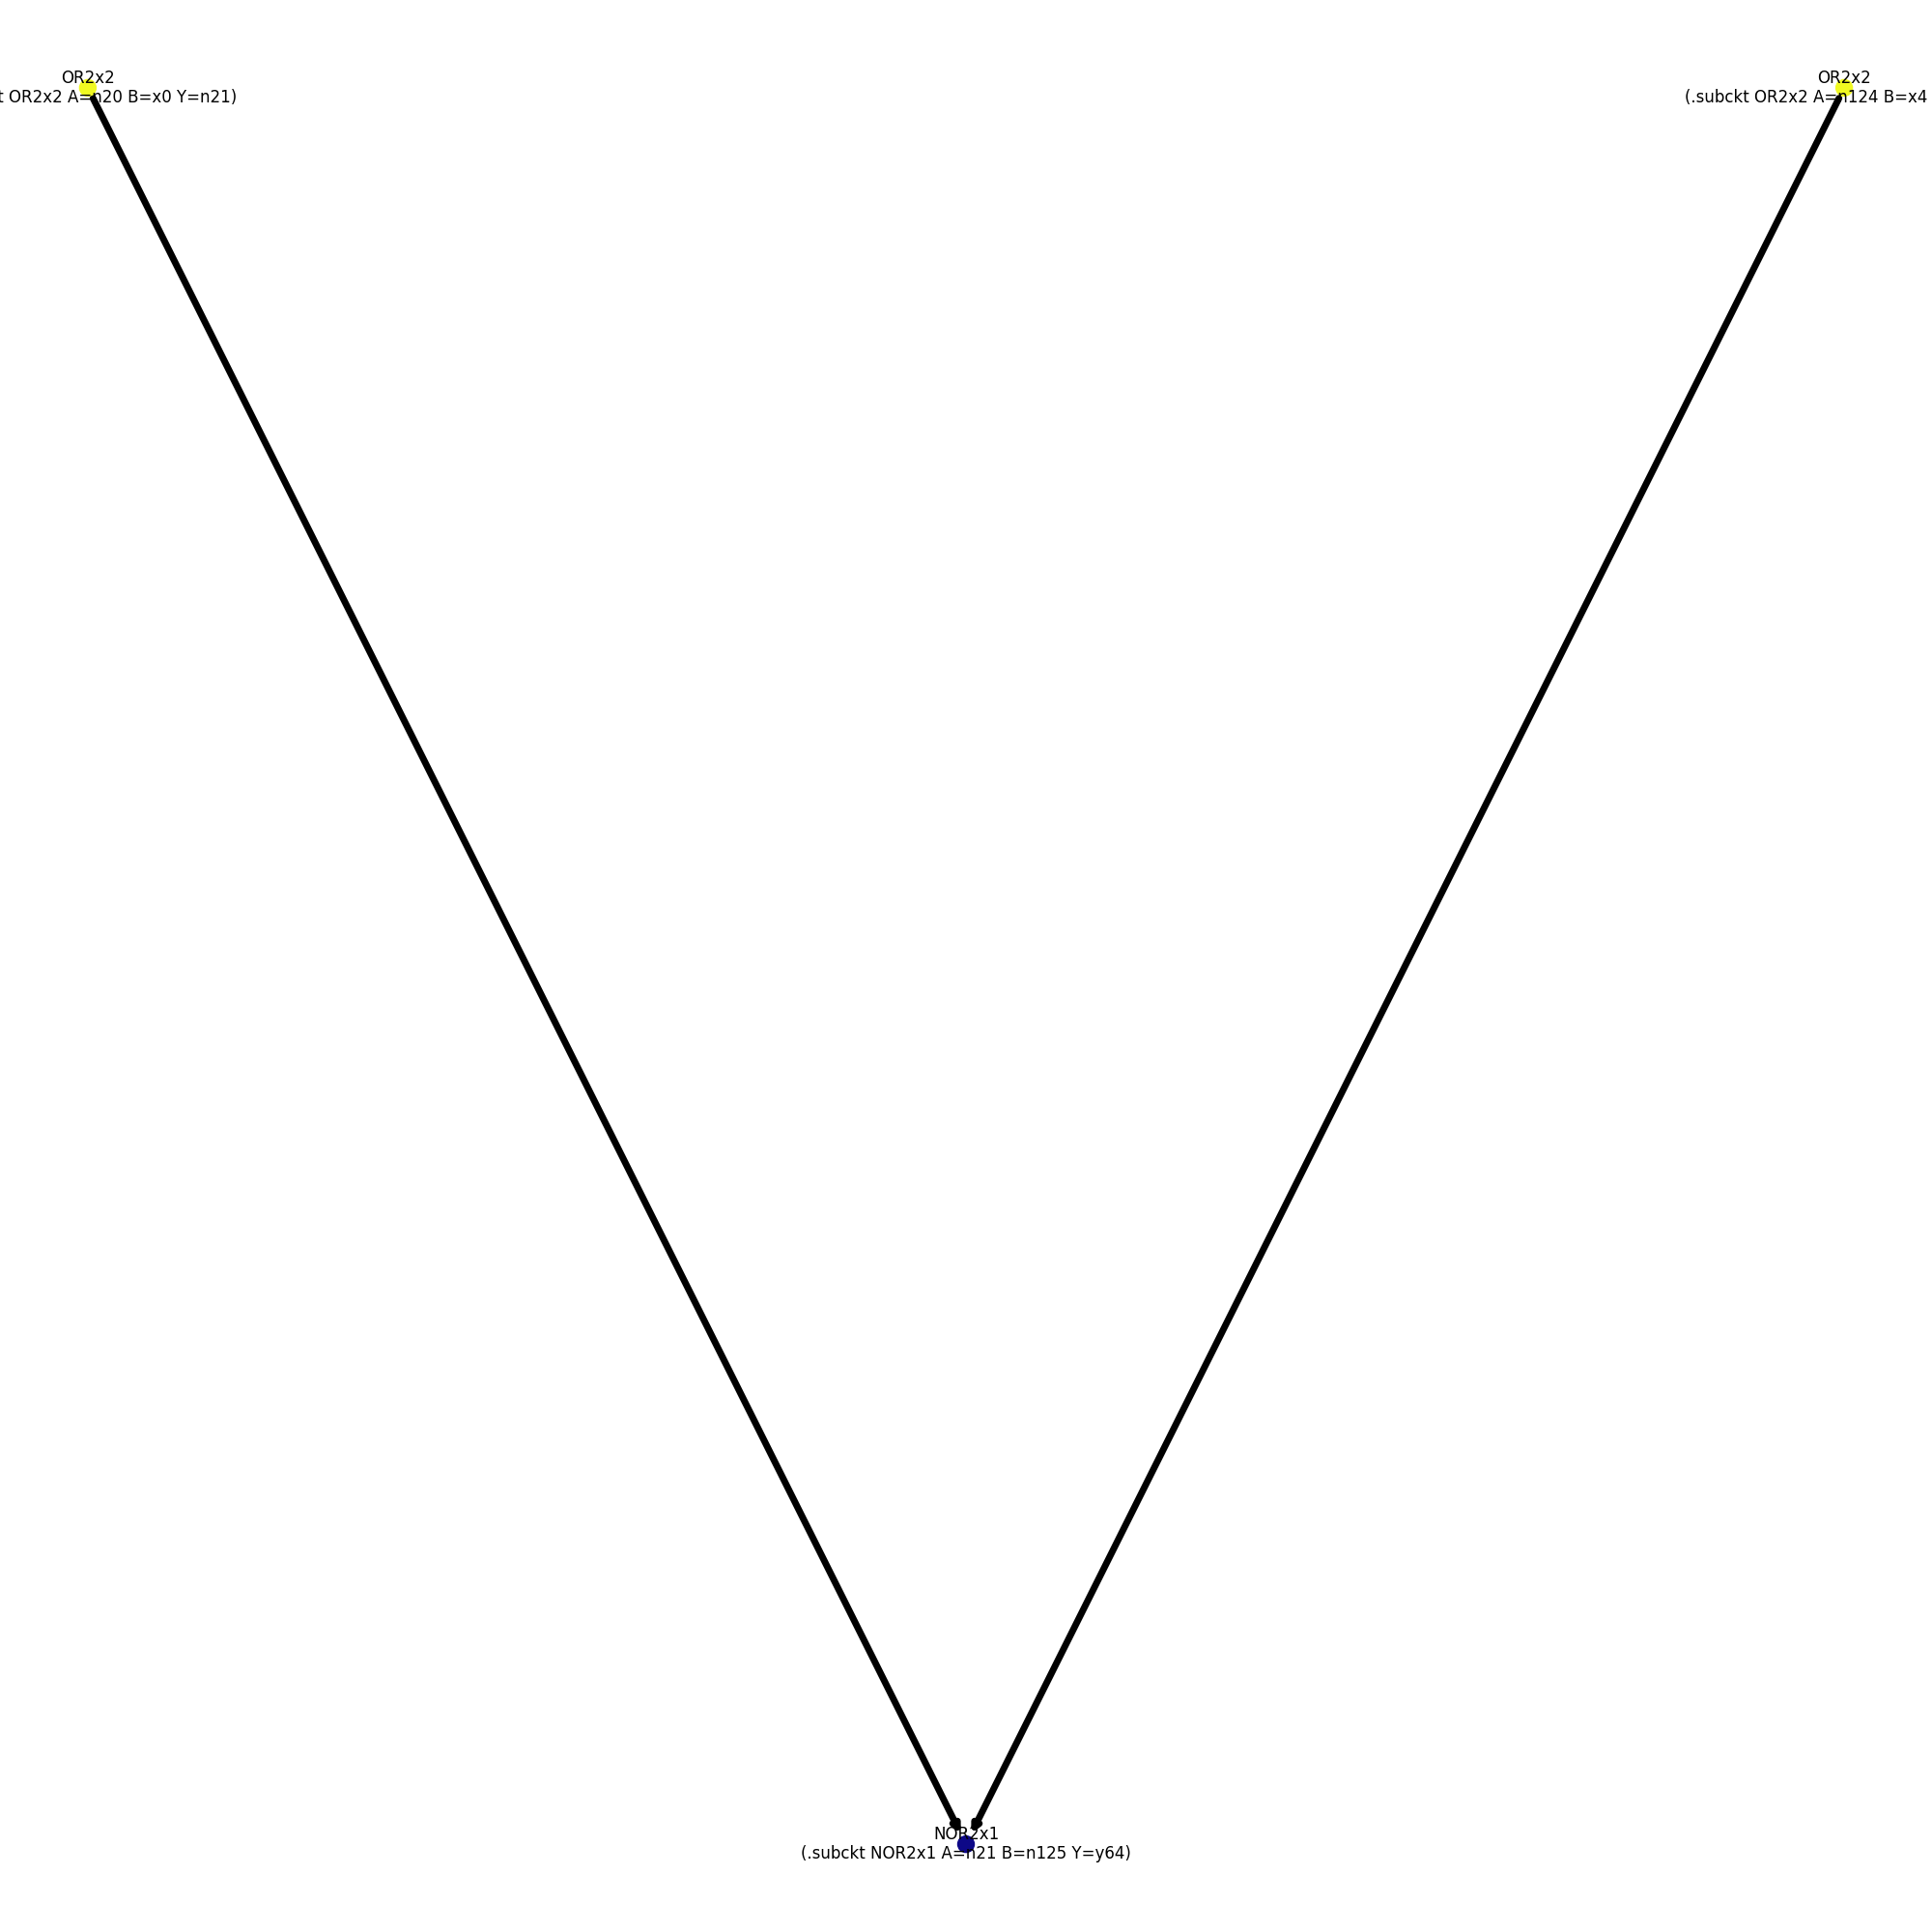 OR2x2
t OR2x2 A=n20 B=x0 Y=n21)
OR2x2
(.subckt OR2x2 A=n124 B=x4
NOR2x1
(.subckt NOR2x1 A=n21 B=n125 Y=y64)